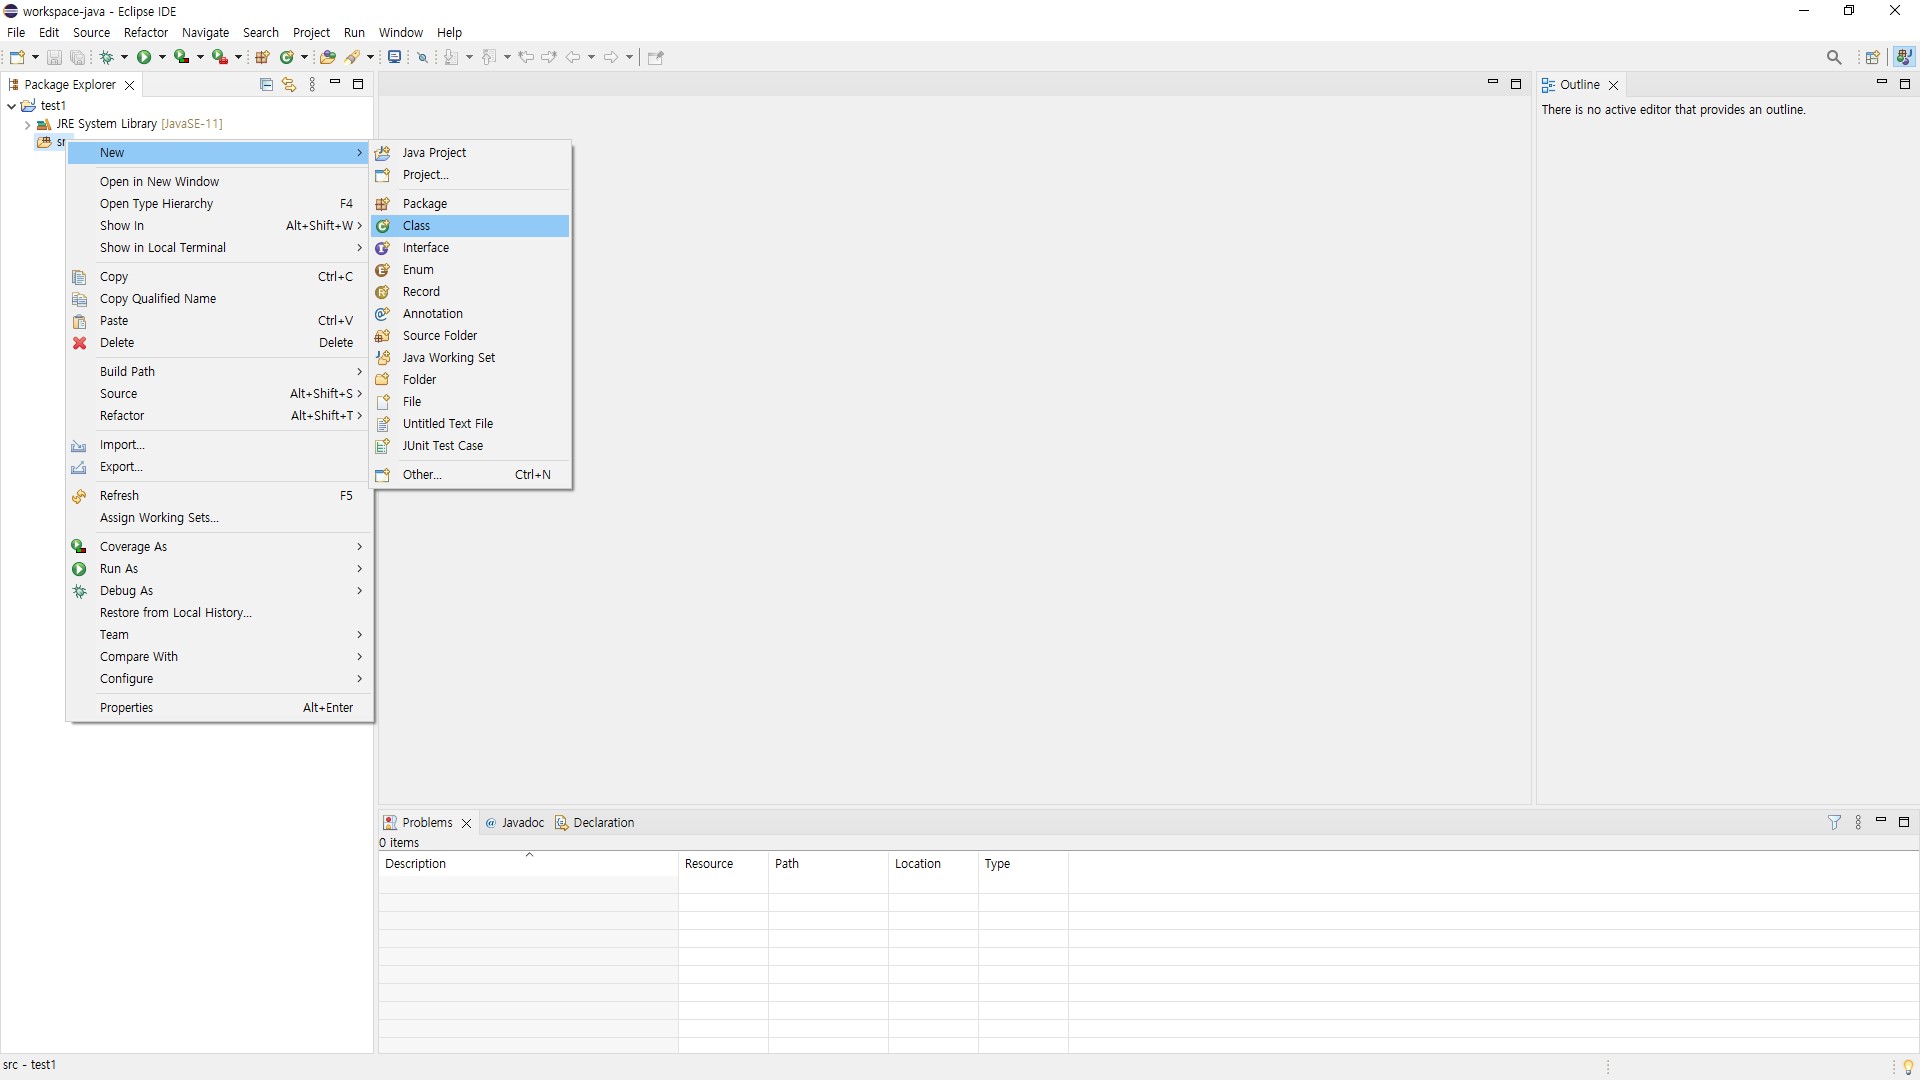 workspace-java - Eclipse IDE
File Edit Source Refactor Navigate Search Project Run Window Help
Package Explorer
Outline
test1
There is no active editor that provides an outline.
JRE System Library [JavaSE-11]
New
Open in New Window
Open Type Hierarchy F4
Show In Alt+Shift+W
Show in Local Terminal
Copy Ctrl+C
Copy Qualified Name
Paste Ctrl+V
Delete Delete
Build Path
Source Alt+Shift+S
Refactor Alt+Shift+T
Import...
Export...
Refresh F5
Assign Working Sets...
Coverage As
Run As
Debug As
Restore from Local History...
Team
Compare With
Configure
Properties Alt+Enter
Java Project
Project...
Package
Class
Interface
Enum
Record
Annotation
Source Folder
Java Working Set
Folder
File
Untitled Text File
JUnit Test Case
Other... Ctrl+N
Problems @ Javadoc Declaration
0 items
Description Resource Path Location Type
src - test1